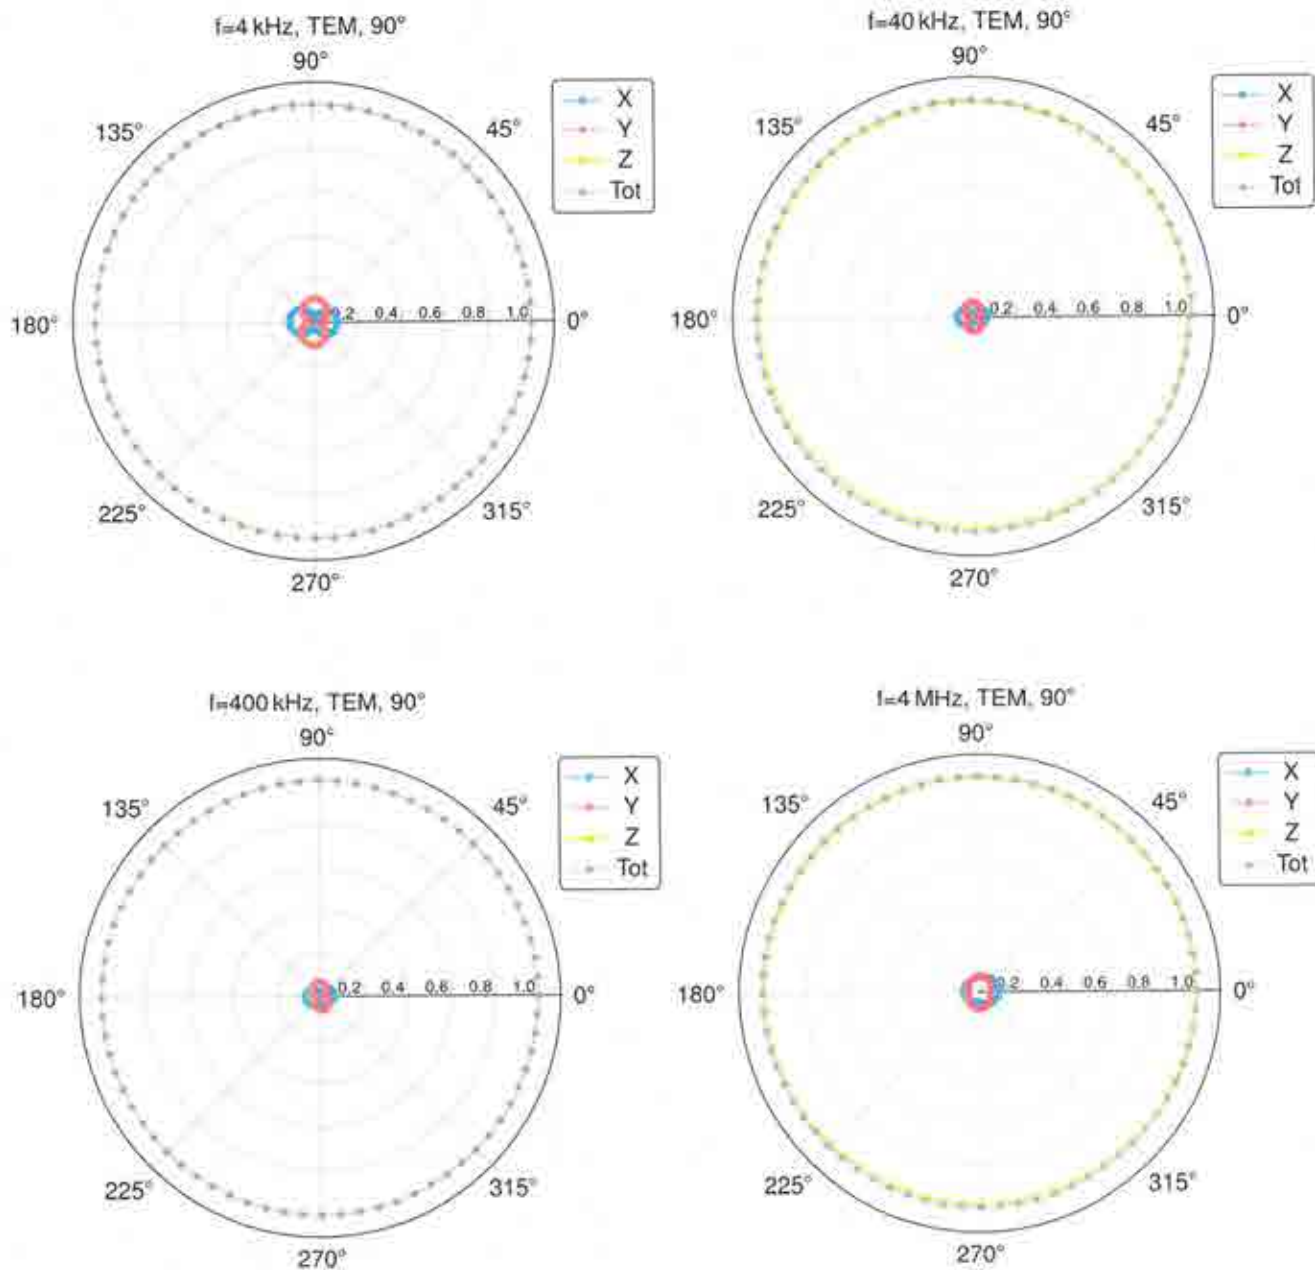 f=4 kHz, TEM, 90°
90°
135°
45°
180°
0.2 0.4 0.6 0.8 1.0
0°
225°
315°
270°
X
Y
Z
Tot
f=40 kHz, TEM, 90°
90°
135°
45°
180°
0.2 0.4 0.6 0.8 1.0
0°
225°
315°
270°
X
Y
Z
Tot
f=400 kHz, TEM, 90°
90°
135°
45°
180°
0.2 0.4 0.6 0.8 1.0
0°
225°
315°
270°
X
Y
Z
Tot
f=4 MHz, TEM, 90°
90°
135°
45°
180°
0.2 0.4 0.6 0.8 1.0
0°
225°
315°
270°
X
Y
Z
Tot